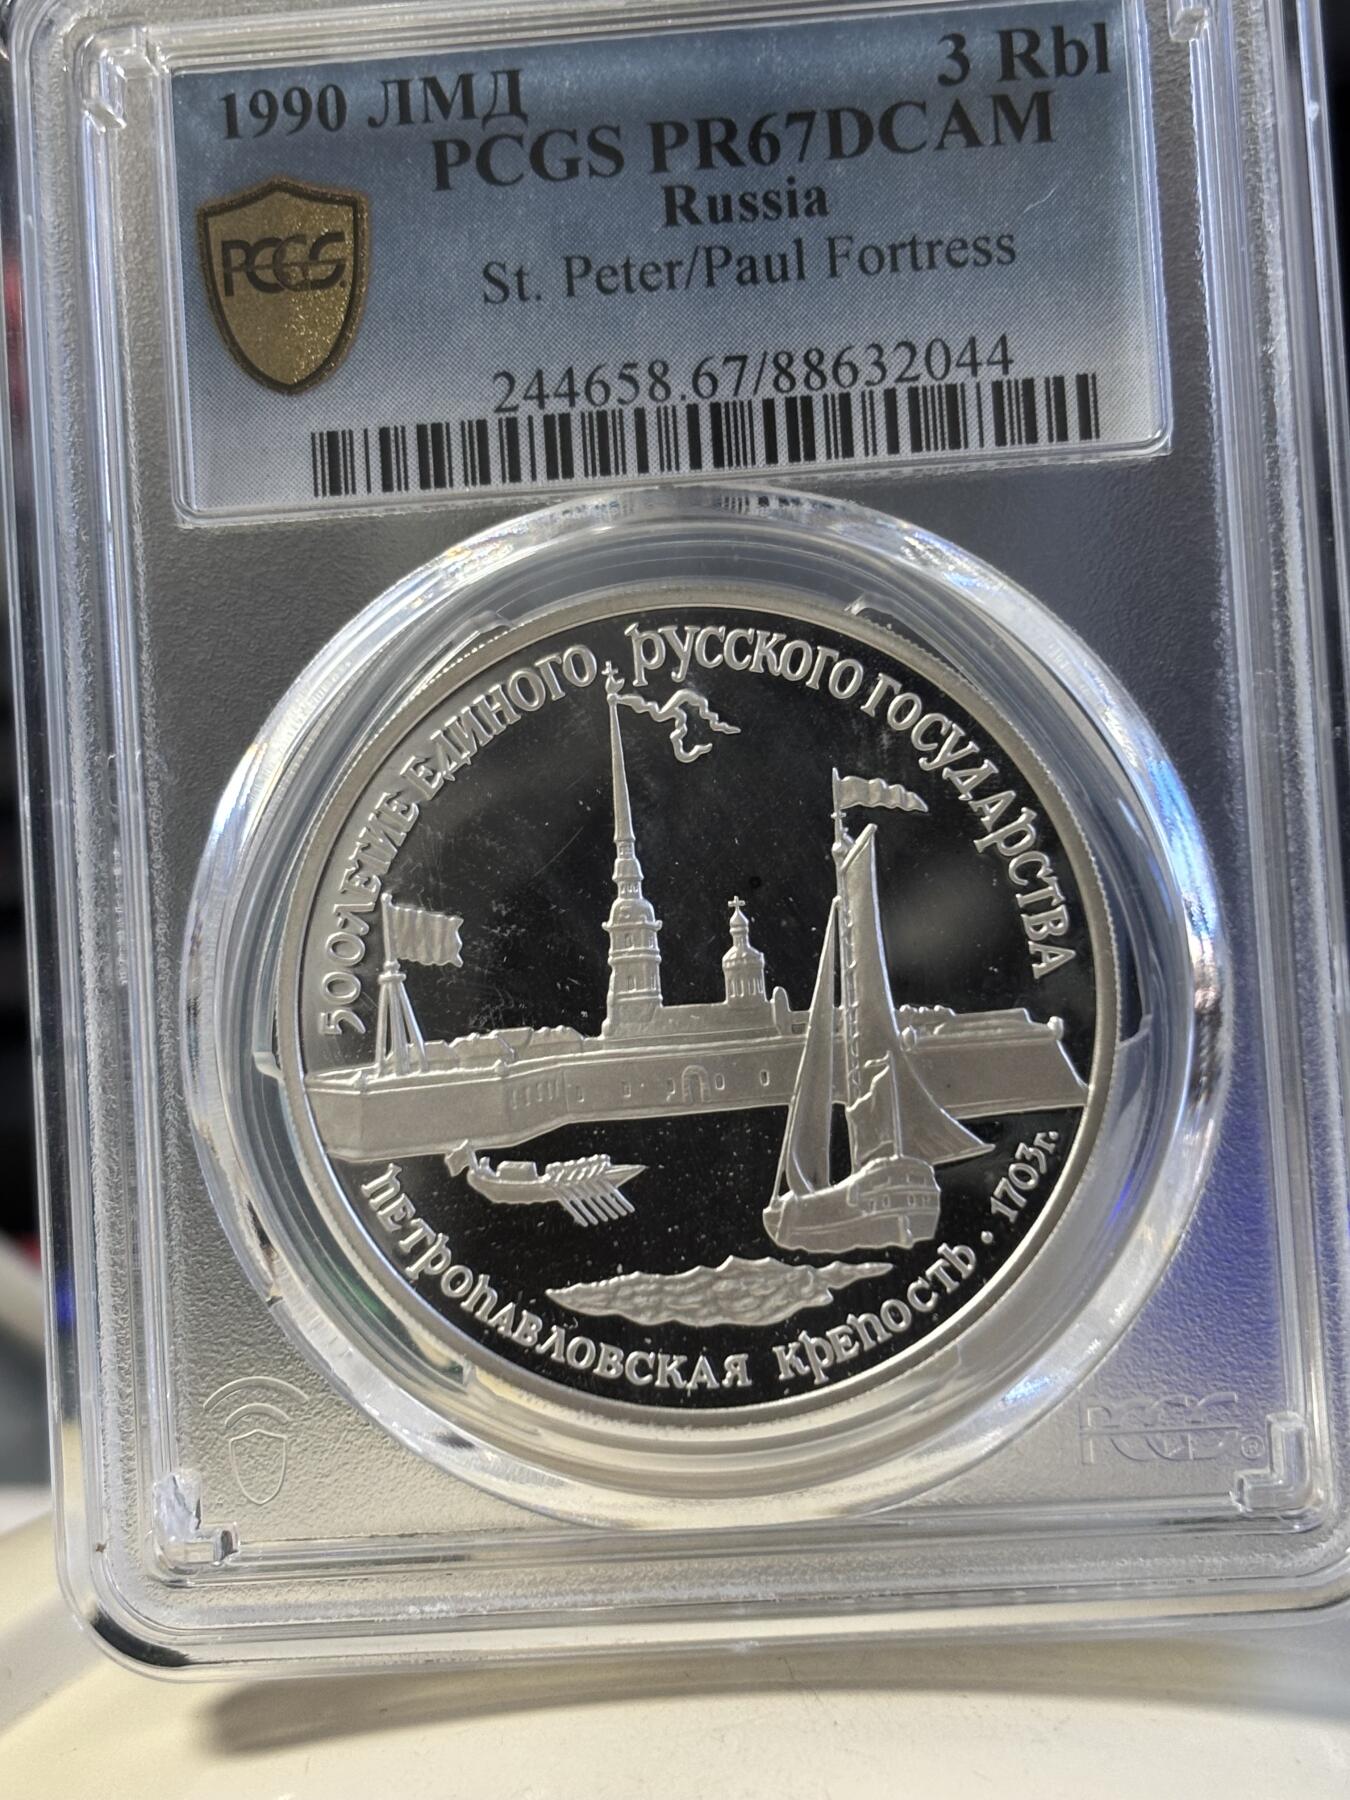 1990 ЛМД 3 Rbl
PCGS PR67DCAM
Russia
St. Peter/Paul Fortress
PCGS
244658.67/88632044
500ЛЕТИЕ ЕДИНОГО РУССКОГО ГОСУДАРСТВА
ПЕТРОПАВЛОВСКАЯ КРЕПОСТЬ • 1703г.
PCGS®